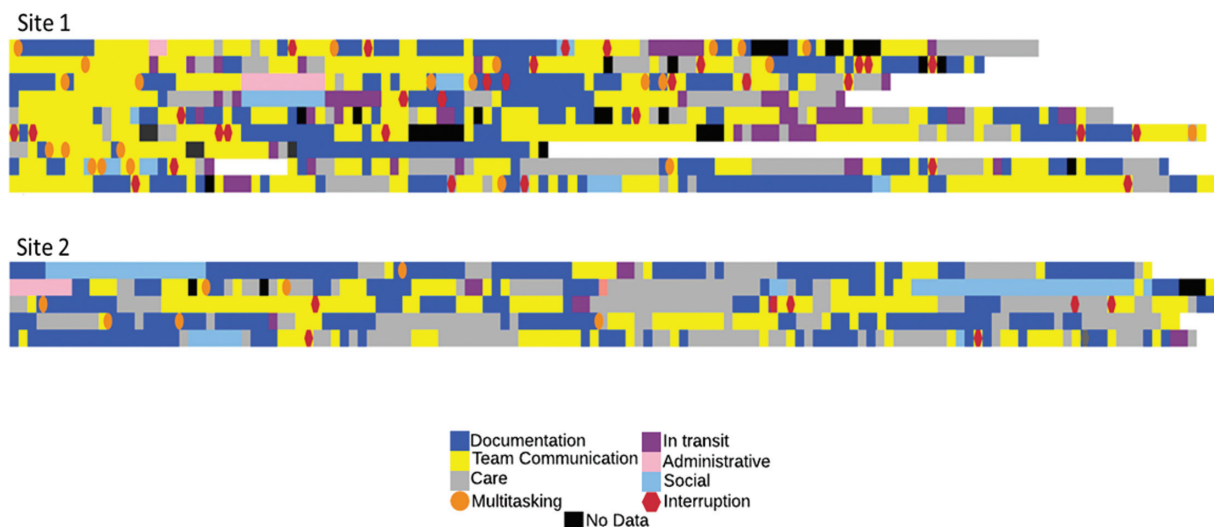 Site 1
Site 2
Documentation
In transit
Team Communication
Administrative
Care
Social
Multitasking
Interruption
No Data